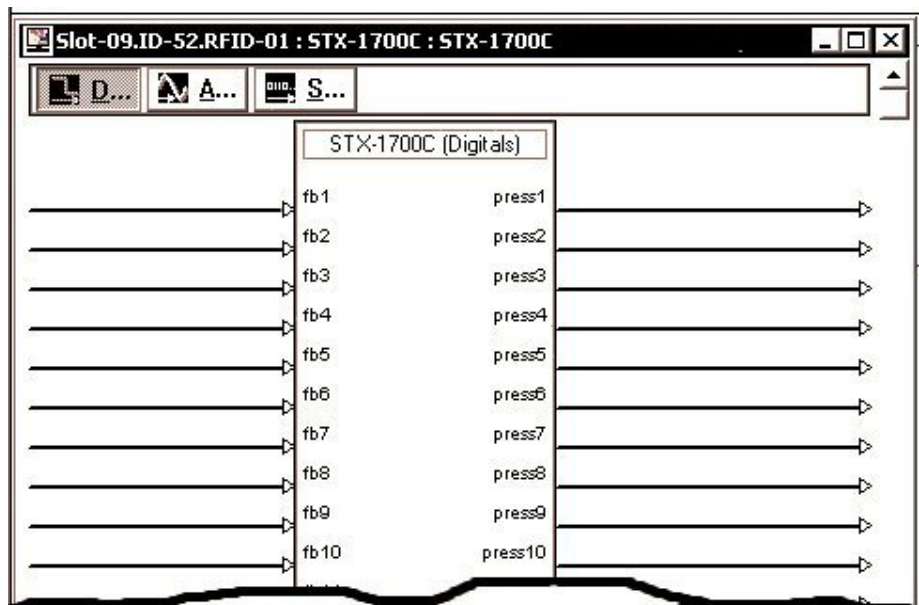 Slot-09.ID-52.RFID-01 : STX-1700C : STX-1700C
D... A... S...
STX-1700C (Digitals)
fb1 press1
fb2 press2
fb3 press3
fb4 press4
fb5 press5
fb6 press6
fb7 press7
fb8 press8
fb9 press9
fb10 press10